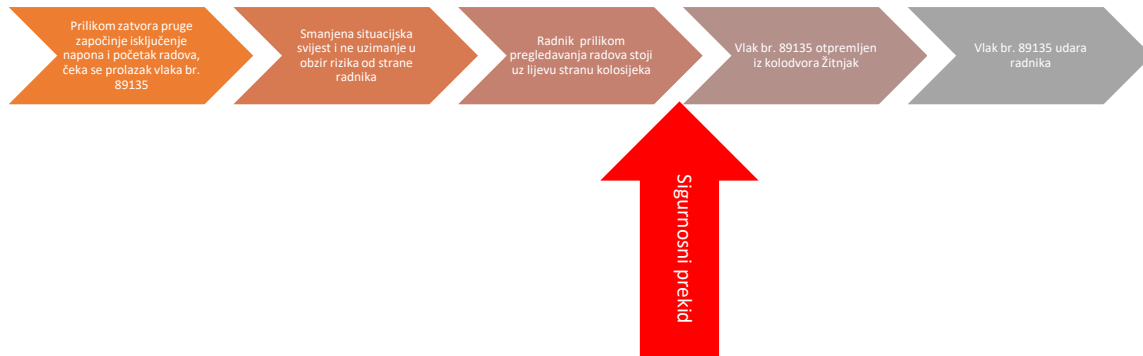 Prilikom zatvora pruge
započinje isključenje
napona i početak radova,
čeka se prolazak vlaka br.
89135
Smanjena situacijska
svijest i ne uzimanje u
obzir rizika od strane
radnika
Radnik prilikom
pregledavanja radova stoji
uz lijevu stranu kolosijeka
Vlak br. 89135 otpremljen
iz kolodvora Žitnjak
Vlak br. 89135 udara
radnika
Sigurnosni prekid